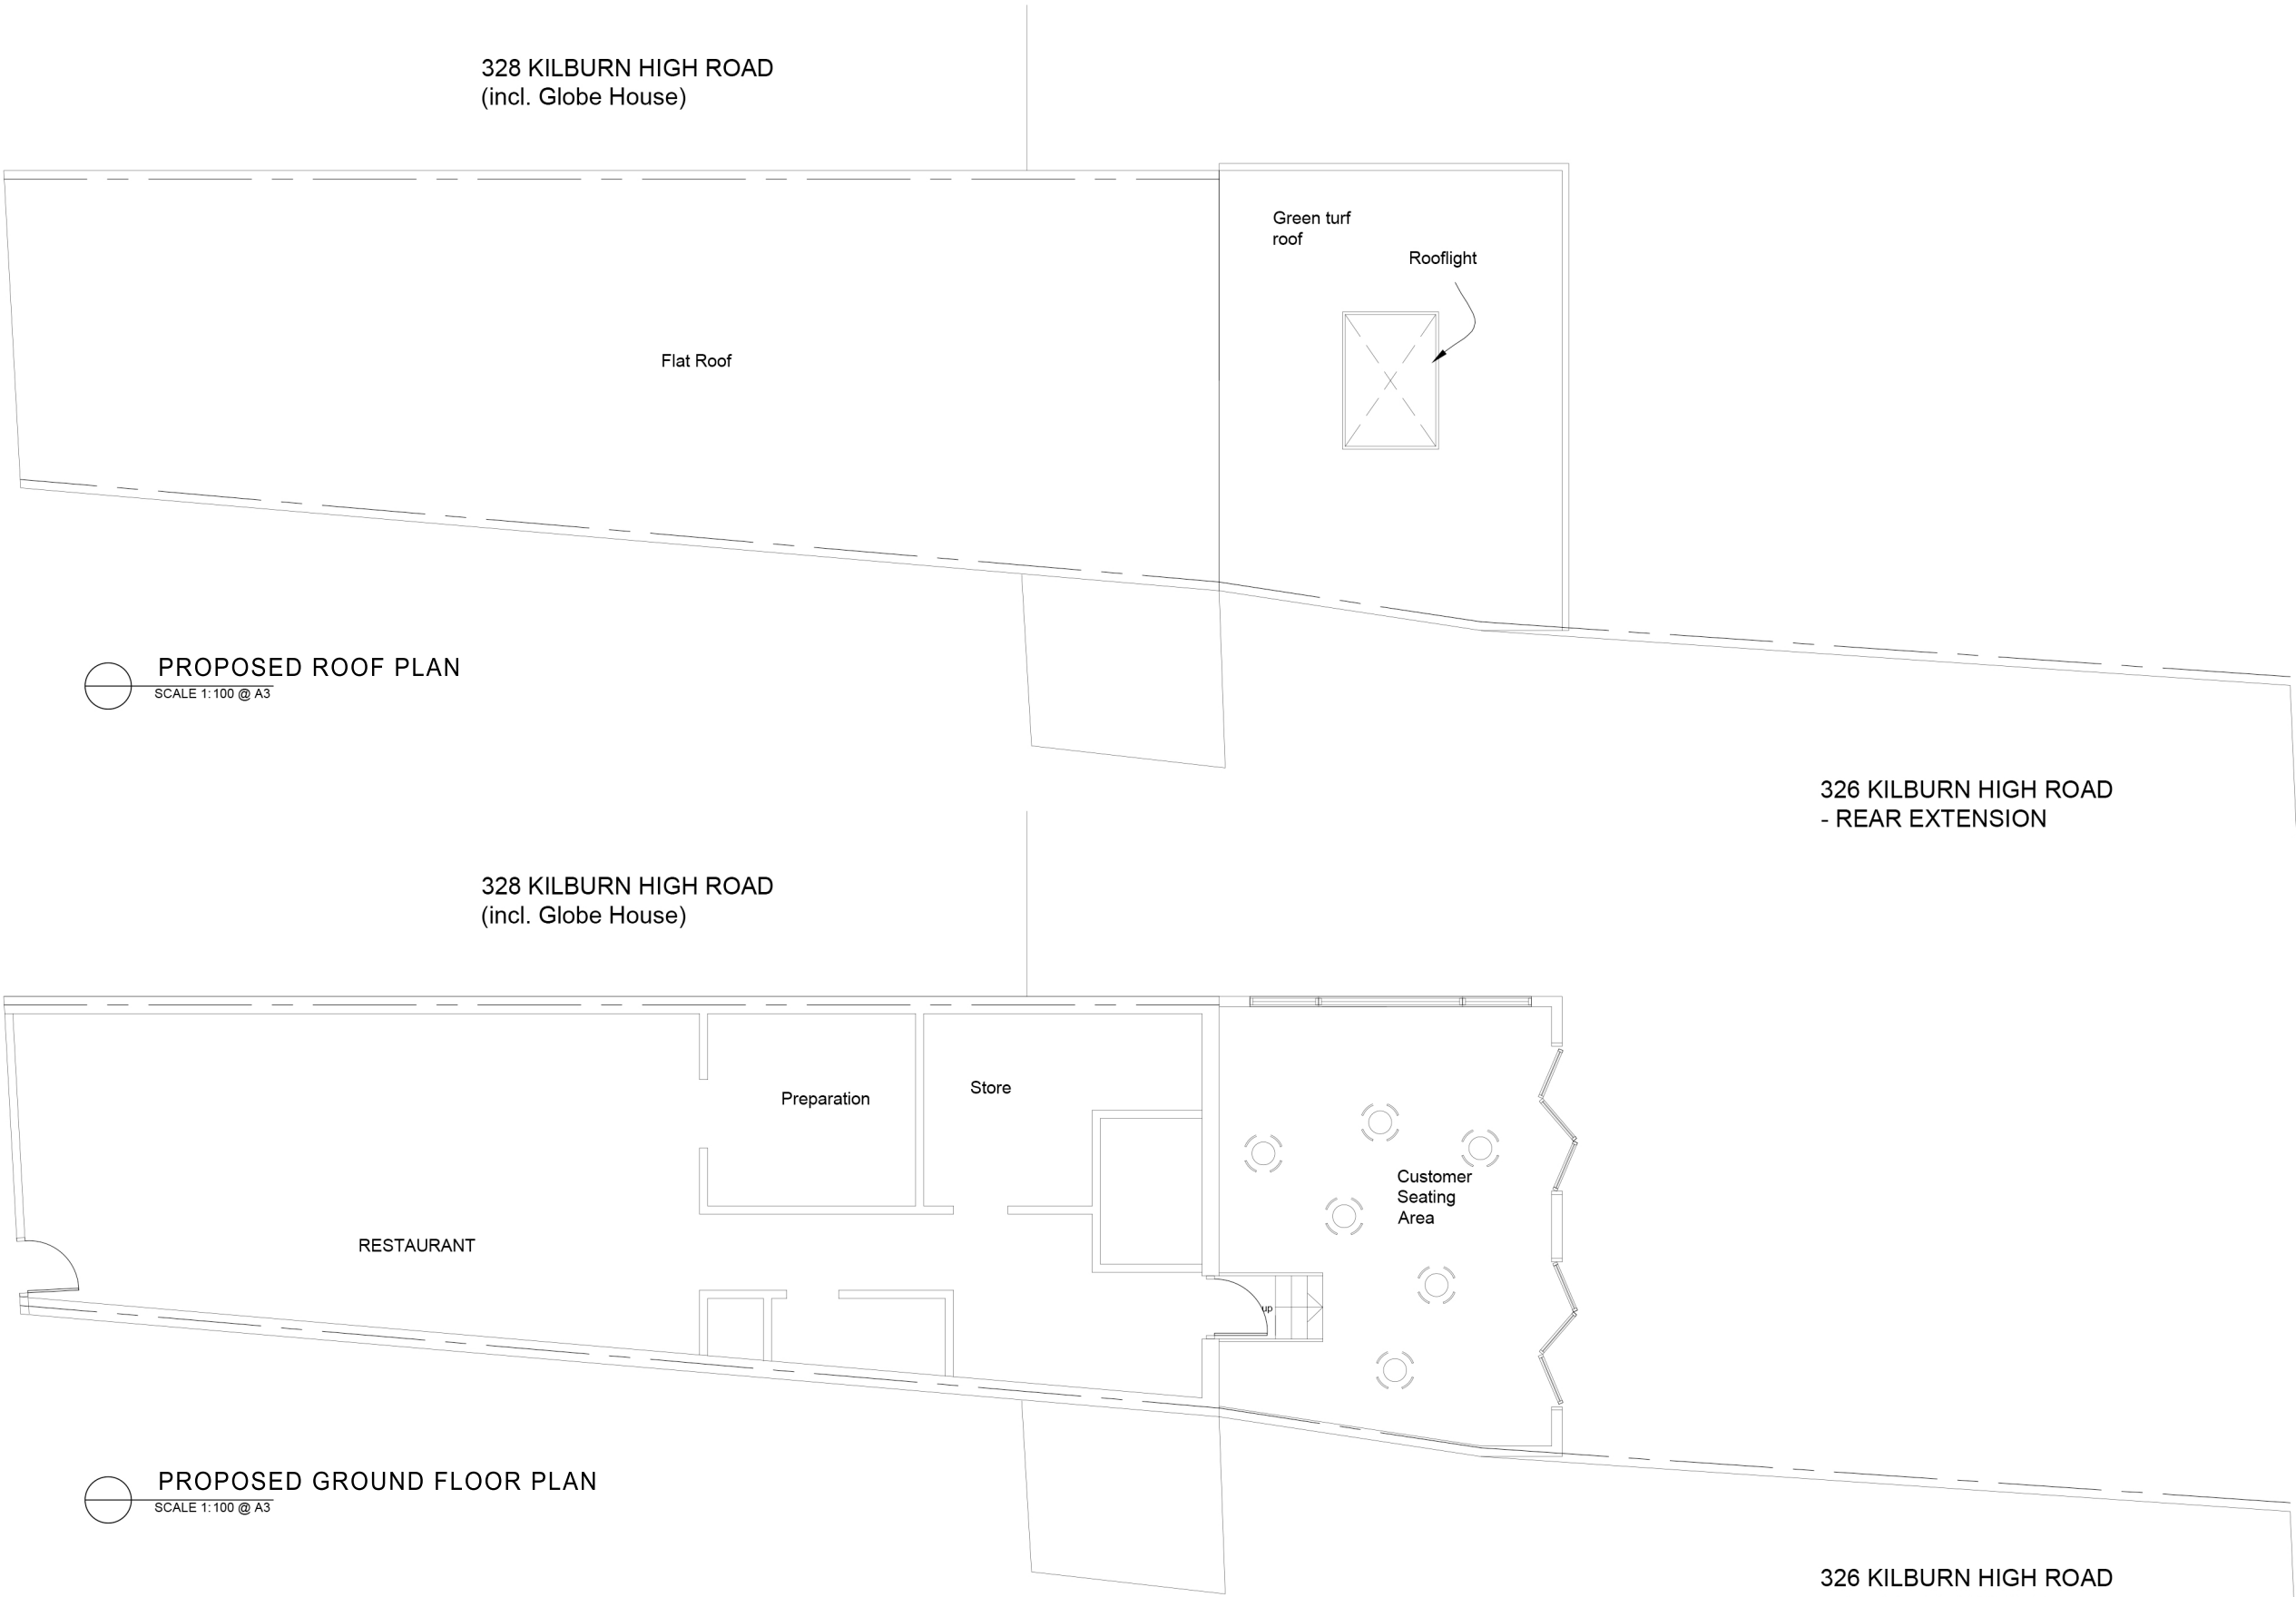 328 KILBURN HIGH ROAD
(incl. Globe House)
Green turf
roof
Rooflight
Flat Roof
PROPOSED ROOF PLAN
SCALE 1:100 @ A3
326 KILBURN HIGH ROAD
- REAR EXTENSION
328 KILBURN HIGH ROAD
(incl. Globe House)
Preparation
Store
Customer
Seating
Area
RESTAURANT
up
PROPOSED GROUND FLOOR PLAN
SCALE 1:100 @ A3
326 KILBURN HIGH ROAD